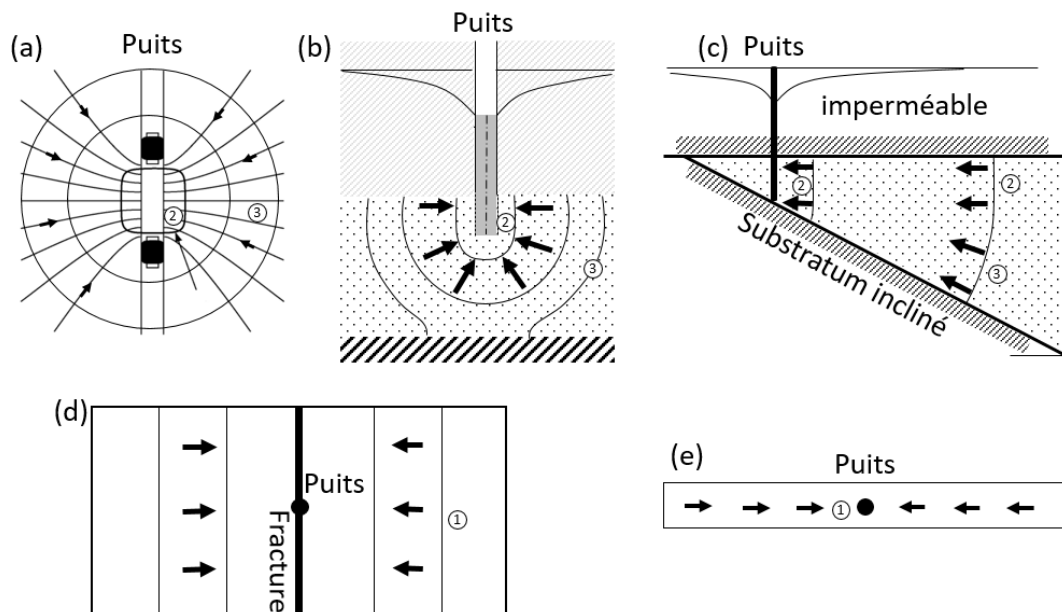 (a)
Puits
②
③
(b)
Puits
②
③
(c)
Puits
imperméable
②
②
③
Substratum incliné
(d)
Puits
①
Fracture
(e)
Puits
①